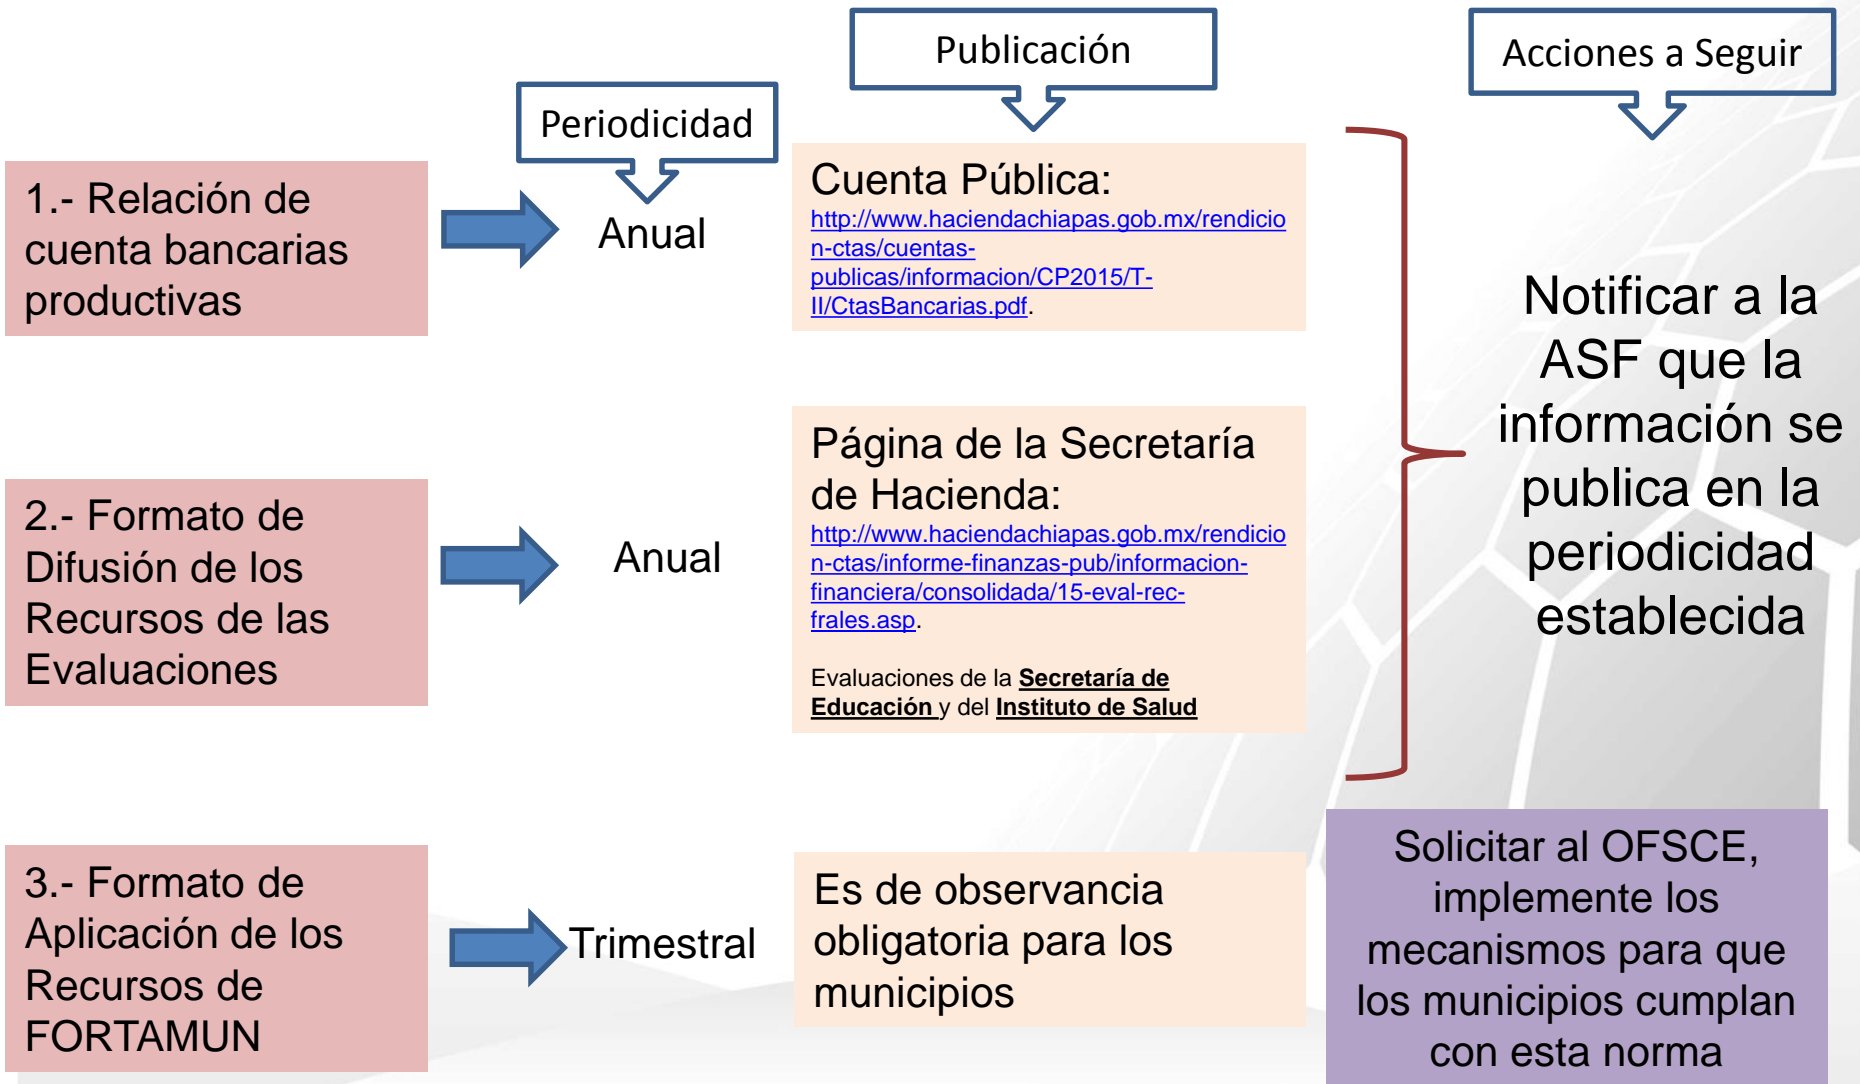 Publicación
Acciones a Seguir
Periodicidad
1.- Relación de
cuenta bancarias
productivas
Anual
Cuenta Pública:
http://www.haciendachiapas.gob.mx/rendicio
n-ctas/cuentas-
publicas/informacion/CP2015/T-
II/CtasBancarias.pdf.
Notificar a la
ASF que la
información se
publica en la
periodicidad
establecida
2.- Formato de
Difusión de los
Recursos de las
Evaluaciones
Anual
Página de la Secretaría
de Hacienda:
http://www.haciendachiapas.gob.mx/rendicio
n-ctas/informe-finanzas-pub/informacion-
financiera/consolidada/15-eval-rec-
frales.asp.
Evaluaciones de la Secretaría de
Educación y del Instituto de Salud
3.- Formato de
Aplicación de los
Recursos de
FORTAMUN
Trimestral
Es de observancia
obligatoria para los
municipios
Solicitar al OFSCE,
implemente los
mecanismos para que
los municipios cumplan
con esta norma